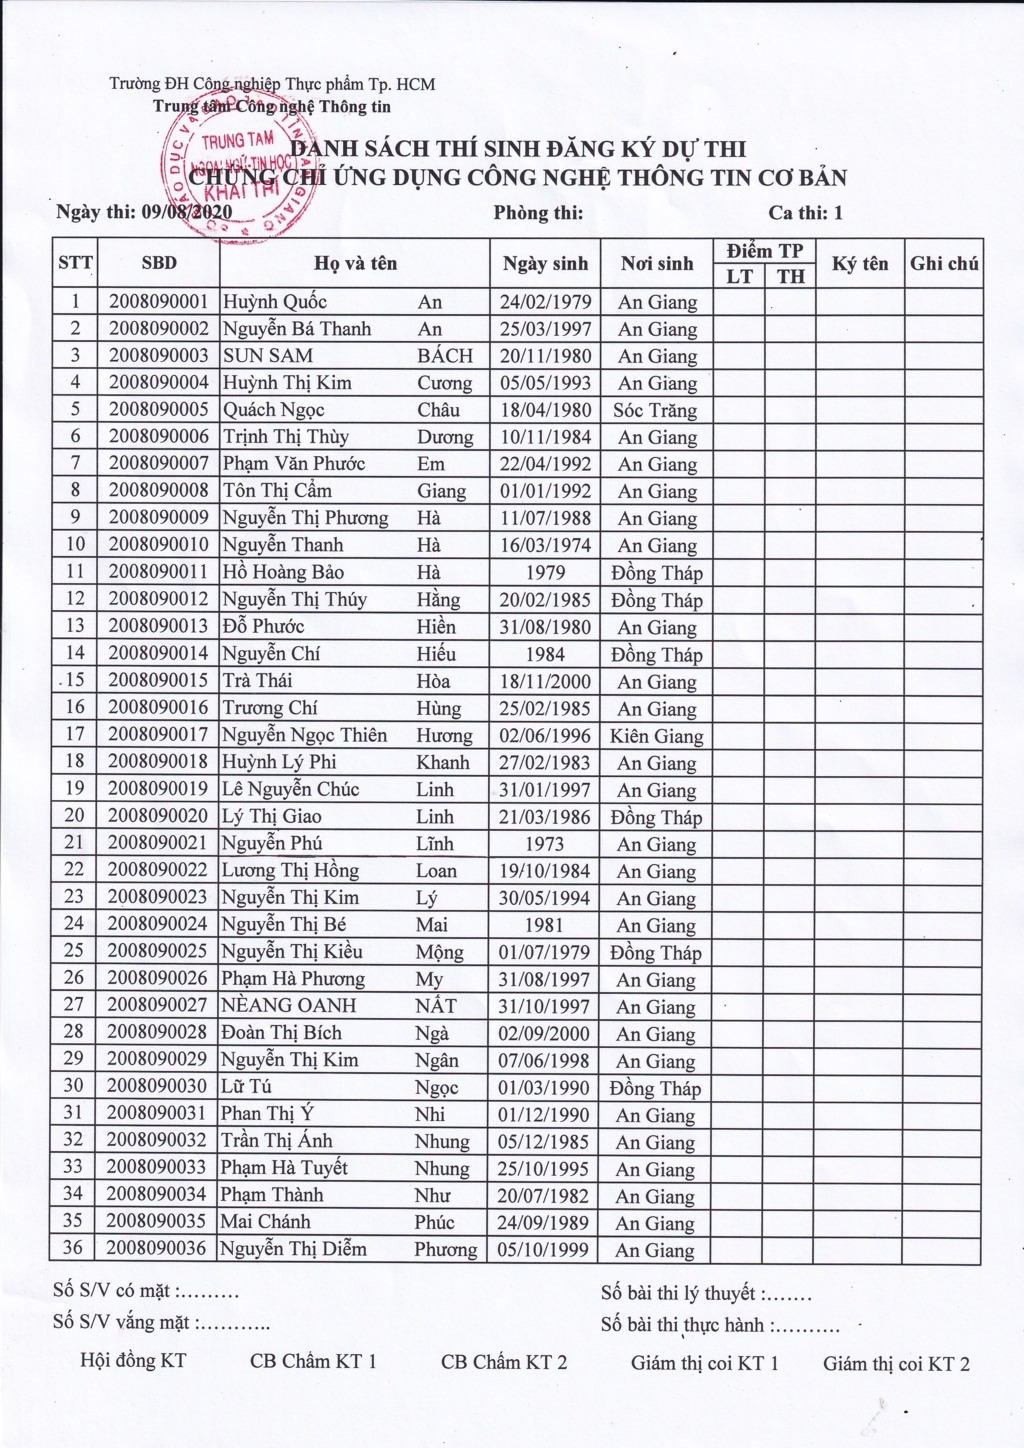 Trường ĐH Công nghiệp Thực phẩm Tp. HCM
Trung tâm Công nghệ Thông tin
TRUNG TAM
NGOẠI NGỮ-TIN HỌC
KHAI TRI
DANH SÁCH THÍ SINH ĐĂNG KÝ DỰ THI
CHỨNG CHỈ ỨNG DỤNG CÔNG NGHỆ THÔNG TIN CƠ BẢN
Ngày thi: 09/08/2020 Phòng thi: Ca thi: 1
STT SBD Họ và tên Ngày sinh Nơi sinh Điểm TP Ký tên Ghi chú
LT TH
1 2008090001 Huỳnh Quốc An 24/02/1979 An Giang
2 2008090002 Nguyễn Bá Thanh An 25/03/1997 An Giang
3 2008090003 SUN SAM BÁCH 20/11/1980 An Giang
4 2008090004 Huỳnh Thị Kim Cương 05/05/1993 An Giang
5 2008090005 Quách Ngọc Châu 18/04/1980 Sóc Trăng
6 2008090006 Trịnh Thị Thùy Dương 10/11/1984 An Giang
7 2008090007 Phạm Văn Phước Em 22/04/1992 An Giang
8 2008090008 Tôn Thị Cẩm Giang 01/01/1992 An Giang
9 2008090009 Nguyễn Thị Phương Hà 11/07/1988 An Giang
10 2008090010 Nguyễn Thanh Hà 16/03/1974 An Giang
11 2008090011 Hồ Hoàng Bảo Hà 1979 Đồng Tháp
12 2008090012 Nguyễn Thị Thúy Hằng 20/02/1985 Đồng Tháp
13 2008090013 Đỗ Phước Hiền 31/08/1980 An Giang
14 2008090014 Nguyễn Chí Hiếu 1984 Đồng Tháp
15 2008090015 Trà Thái Hòa 18/11/2000 An Giang
16 2008090016 Trương Chí Hùng 25/02/1985 An Giang
17 2008090017 Nguyễn Ngọc Thiên Hương 02/06/1996 Kiên Giang
18 2008090018 Huỳnh Lý Phi Khanh 27/02/1983 An Giang
19 2008090019 Lê Nguyễn Chúc Linh 31/01/1997 An Giang
20 2008090020 Lý Thị Giao Linh 21/03/1986 Đồng Tháp
21 2008090021 Nguyễn Phú Lĩnh 1973 An Giang
22 2008090022 Lương Thị Hồng Loan 19/10/1984 An Giang
23 2008090023 Nguyễn Thị Kim Lý 30/05/1994 An Giang
24 2008090024 Nguyễn Thị Bé Mai 1981 An Giang
25 2008090025 Nguyễn Thị Kiều Mộng 01/07/1979 Đồng Tháp
26 2008090026 Phạm Hà Phương My 31/08/1997 An Giang
27 2008090027 NÈANG OANH NÁT 31/10/1997 An Giang
28 2008090028 Đoàn Thị Bích Ngà 02/09/2000 An Giang
29 2008090029 Nguyễn Thị Kim Ngân 07/06/1998 An Giang
30 2008090030 Lữ Tú Ngọc 01/03/1990 Đồng Tháp
31 2008090031 Phan Thị Ý Nhi 01/12/1990 An Giang
32 2008090032 Trần Thị Ánh Nhung 05/12/1985 An Giang
33 2008090033 Phạm Hà Tuyết Nhung 25/10/1995 An Giang
34 2008090034 Phạm Thành Như 20/07/1982 An Giang
35 2008090035 Mai Chánh Phúc 24/09/1989 An Giang
36 2008090036 Nguyễn Thị Diễm Phương 05/10/1999 An Giang
Số S/V có mặt :......... Số bài thi lý thuyết :.......
Số S/V vắng mặt :........... Số bài thi thực hành :..........
Hội đồng KT CB Chấm KT 1 CB Chấm KT 2 Giám thị coi KT 1 Giám thị coi KT 2